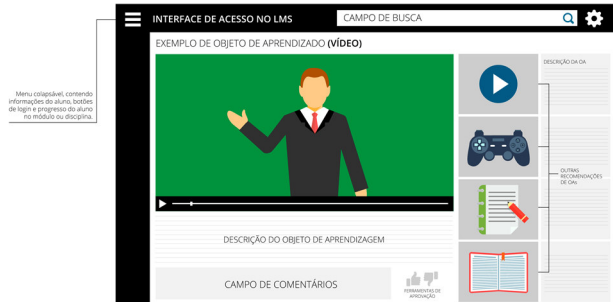 INTERFACE DE ACESSO NO LMS
CAMPO DE BUSCA
EXEMPLO DE OBJETO DE APRENDIZADO (VÍDEO)
Menu colapsável, contendo
informações do aluno, botões
de login e progresso do aluno
no módulo ou disciplina.
DESCRIÇÃO DA OA
OUTRAS
RECOMENDAÇÕES
DE OAs
DESCRIÇÃO DO OBJETO DE APRENDIZAGEM
CAMPO DE COMENTÁRIOS
FERRAMENTAS DE
APROVAÇÃO